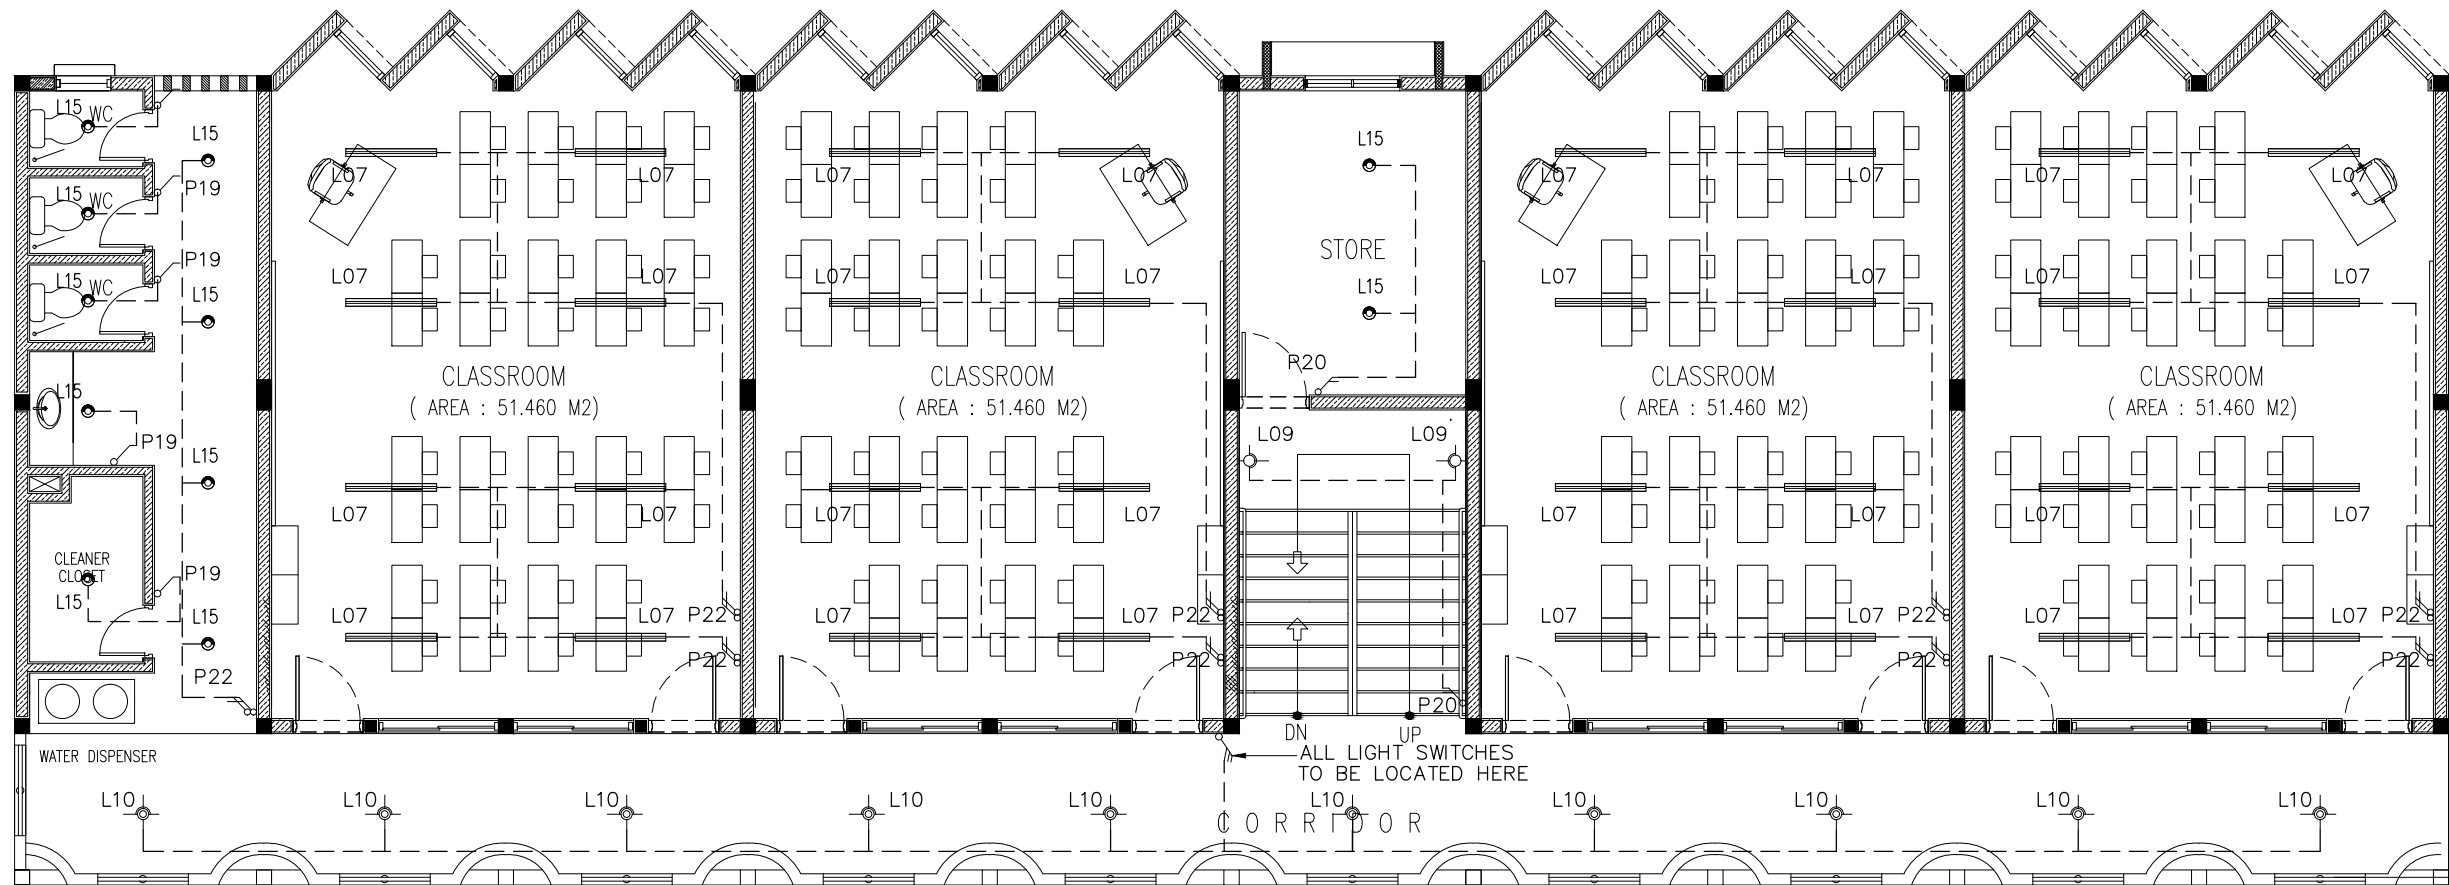 L15
WC
L15
P19
L15
WC
P19
L15
WC
L15
L15
P19
L15
CLEANER
CLOSET
L15
P19
L15
P22
WATER DISPENSER
L07
L07
L07
L07
CLASSROOM
( AREA : 51.460 M2)
L07
L07
L07
L07
P22
P22
L07
L07
L07
L07
CLASSROOM
( AREA : 51.460 M2)
L07
L07
L07
L07
P22
P22
L15
STORE
L15
P20
L09
L09
P20
DN
UP
ALL LIGHT SWITCHES
TO BE LOCATED HERE
L07
L07
L07
L07
CLASSROOM
( AREA : 51.460 M2)
L07
L07
L07
L07
P22
P22
L07
L07
L07
L07
CLASSROOM
( AREA : 51.460 M2)
L07
L07
L07
L07
P22
P22
L10
L10
L10
L10
L10
L10
L10
L10
L10
L10
CORRIDOR